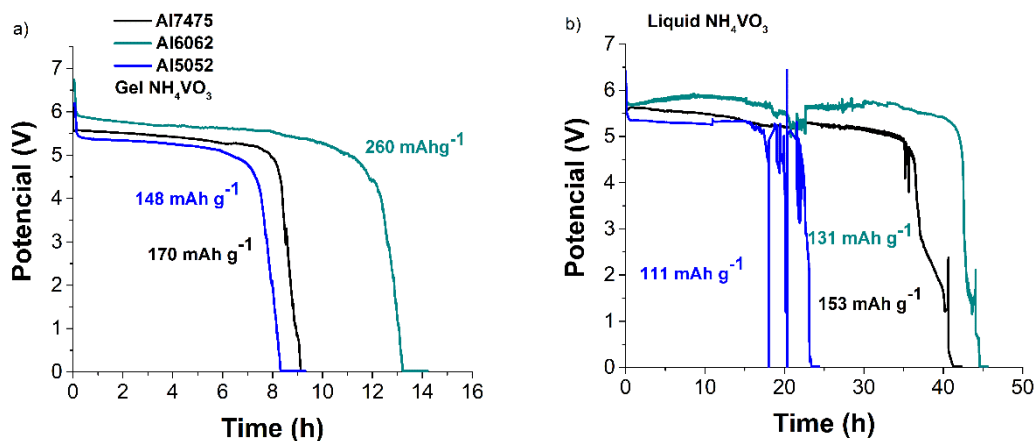 a)
Al7475
Al6062
Al5052
Gel NH₄VO₃
Potencial (V)
7
6
5
4
3
2
1
0
260 mAhg⁻¹
148 mAh g⁻¹
170 mAh g⁻¹
0 2 4 6 8 10 12 14 16
Time (h)
b)
Liquid NH₄VO₃
Potencial (V)
7
6
5
4
3
2
1
0
131 mAh g⁻¹
111 mAh g⁻¹
153 mAh g⁻¹
0 10 20 30 40 50
Time (h)